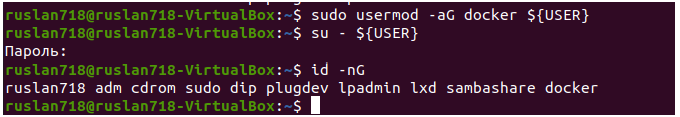 ruslan718@ruslan718-VirtualBox:~$ sudo usermod -aG docker ${USER}
ruslan718@ruslan718-VirtualBox:~$ su - ${USER}
Пароль:
ruslan718@ruslan718-VirtualBox:~$ id -nG
ruslan718 adm cdrom sudo dip plugdev lpadmin lxd sambashare docker
ruslan718@ruslan718-VirtualBox:~$